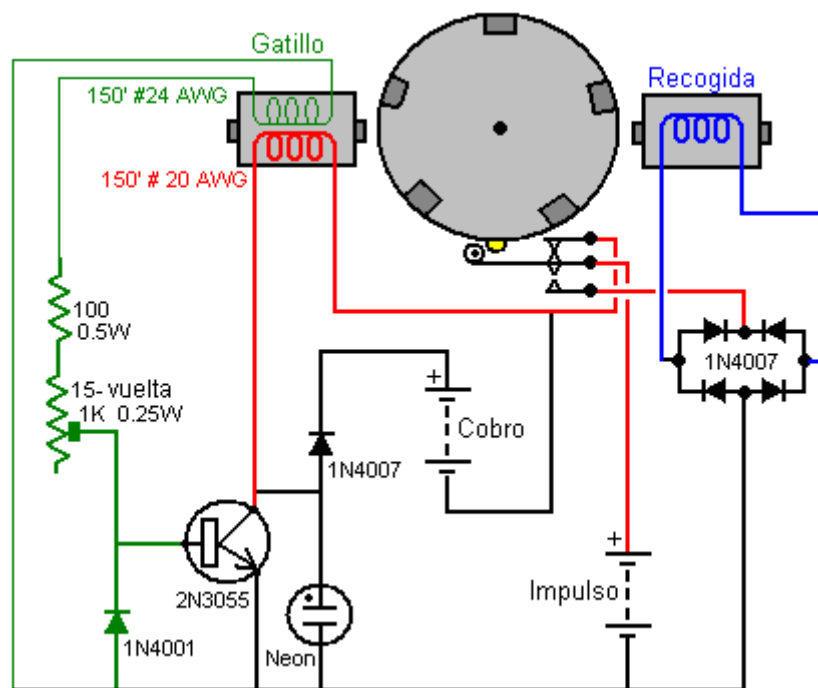 Gatillo
Recogida
150' #24 AWG
150' # 20 AWG
100
0.5W
1N4007
15- vuelta
1K 0.25W
+
Cobro
1N4007
+
Impulso
2N3055
1N4001
Neon